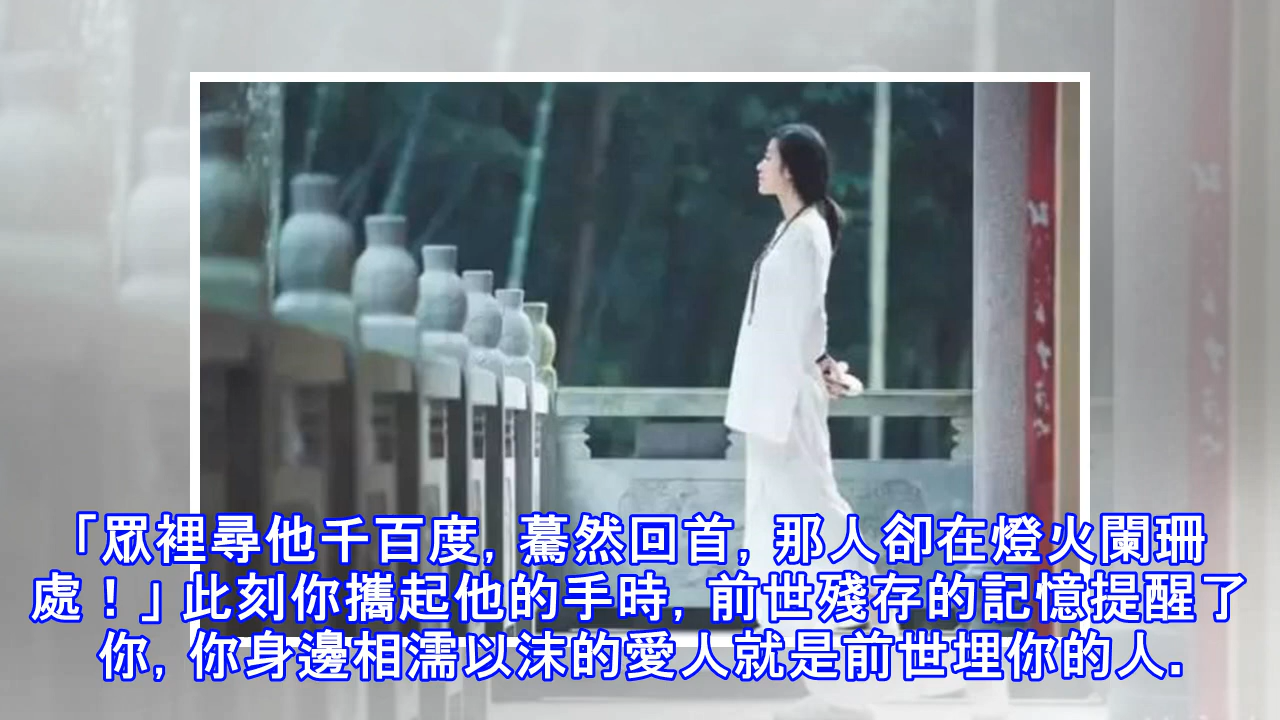 「眾裡尋他千百度, 驀然回首, 那人卻在燈火闌珊
處！」此刻你攜起他的手時, 前世殘存的記憶提醒了
你, 你身邊相濡以沫的愛人就是前世埋你的人.